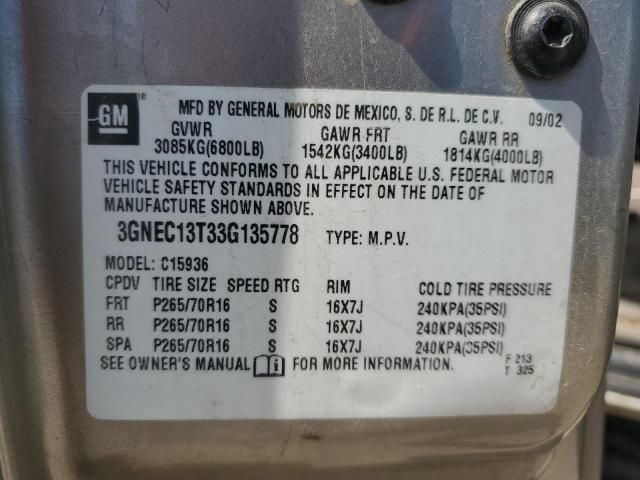 GM
MFD BY GENERAL MOTORS DE MEXICO, S. DE R.L. DE C.V. 09/02
GVWR GAWR FRT GAWR RR
3085KG(6800LB) 1542KG(3400LB) 1814KG(4000LB)
THIS VEHICLE CONFORMS TO ALL APPLICABLE U.S. FEDERAL MOTOR
VEHICLE SAFETY STANDARDS IN EFFECT ON THE DATE OF
MANUFACTURE SHOWN ABOVE.
3GNEC13T33G135778 TYPE: M.P.V.
MODEL: C15936
CPDV TIRE SIZE SPEED RTG RIM COLD TIRE PRESSURE
FRT P265/70R16 S 16X7J 240KPA(35PSI)
RR P265/70R16 S 16X7J 240KPA(35PSI)
SPA P265/70R16 S 16X7J 240KPA(35PSI)
SEE OWNER'S MANUAL i FOR MORE INFORMATION. F 213
T 325